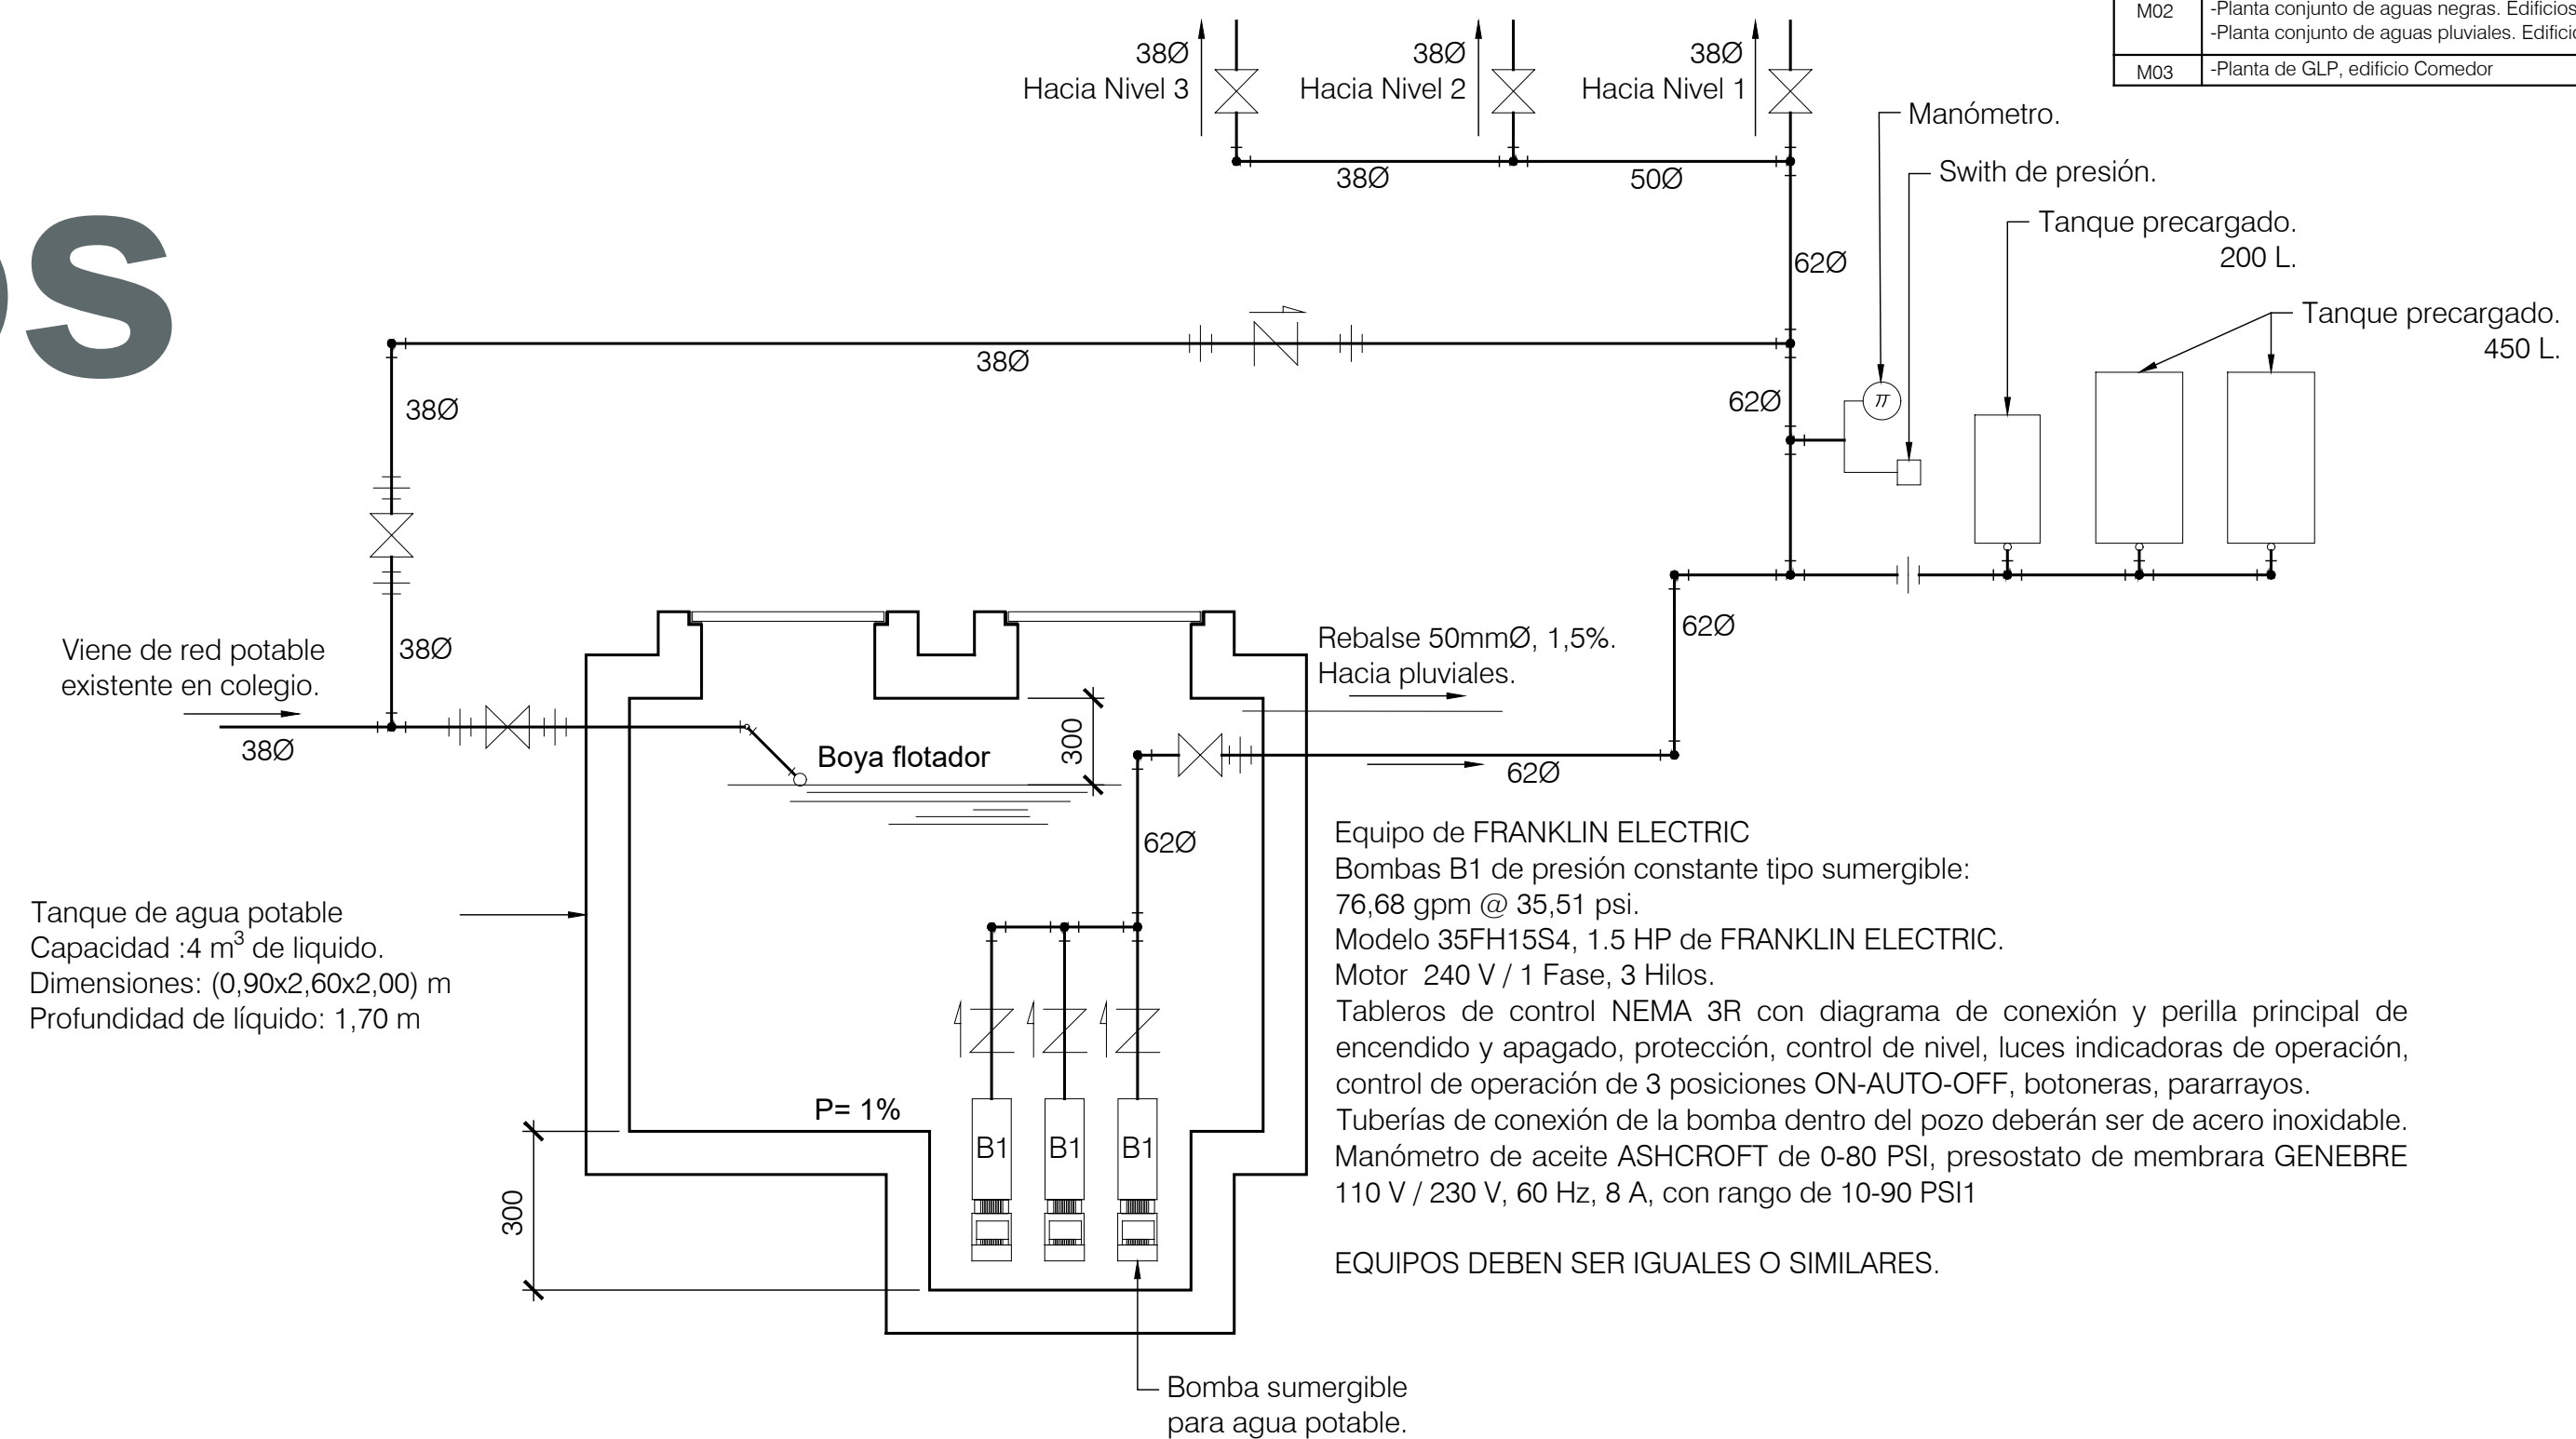 M02
-Planta conjunto de aguas negras. Edificios
-Planta conjunto de aguas pluviales. Edifici
M03
-Planta de GLP, edificio Comedor
38Ø
Hacia Nivel 3
38Ø
Hacia Nivel 2
38Ø
Hacia Nivel 1
Manómetro.
Swith de presión.
38Ø
50Ø
Tanque precargado.
200 L.
62Ø
os
Tanque precargado.
450 L.
38Ø
62Ø
π
38Ø
62Ø
Rebalse 50mmØ, 1,5%.
Hacia pluviales.
Viene de red potable
existente en colegio.
38Ø
38Ø
300
Boya flotador
62Ø
62Ø
Equipo de FRANKLIN ELECTRIC
Bombas B1 de presión constante tipo sumergible:
76,68 gpm @ 35,51 psi.
Modelo 35FH15S4, 1.5 HP de FRANKLIN ELECTRIC.
Motor 240 V / 1 Fase, 3 Hilos.
Tableros de control NEMA 3R con diagrama de conexión y perilla principal de
encendido y apagado, protección, control de nivel, luces indicadoras de operación,
control de operación de 3 posiciones ON-AUTO-OFF, botoneras, pararrayos.
Tuberías de conexión de la bomba dentro del pozo deberán ser de acero inoxidable.
Manómetro de aceite ASHCROFT de 0-80 PSI, presostato de membrara GENEBRE
110 V / 230 V, 60 Hz, 8 A, con rango de 10-90 PSI1
EQUIPOS DEBEN SER IGUALES O SIMILARES.
Tanque de agua potable
Capacidad :4 m³ de liquido.
Dimensiones: (0,90x2,60x2,00) m
Profundidad de líquido: 1,70 m
P= 1%
B1
B1
B1
300
Bomba sumergible
para agua potable.